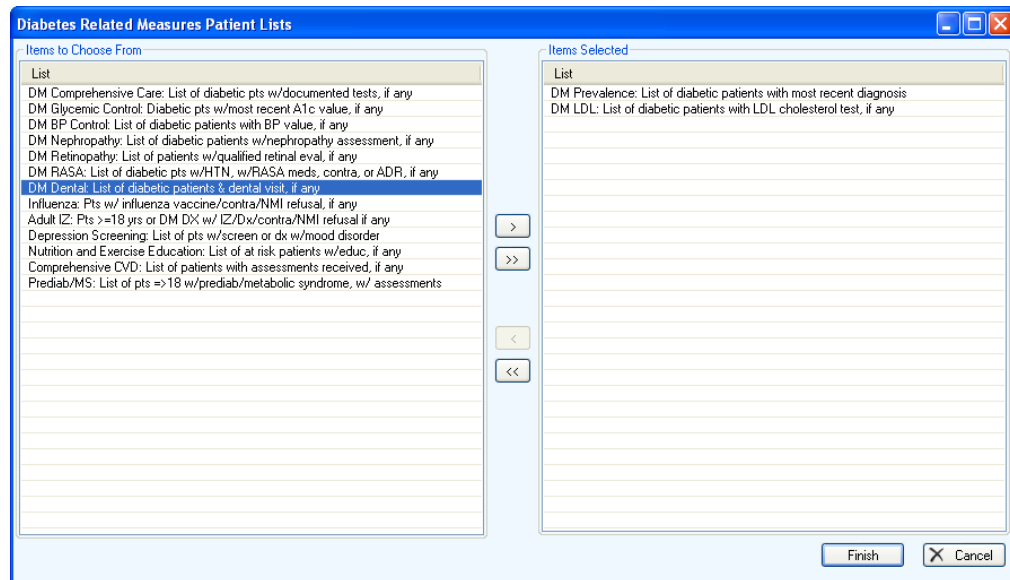 Diabetes Related Measures Patient Lists
Items to Choose From
List
DM Comprehensive Care: List of diabetic pts w/documented tests, if any
DM Glycemic Control: Diabetic pts w/most recent A1c value, if any
DM BP Control: List of diabetic patients with BP value, if any
DM Nephropathy: List of diabetic patients w/nephropathy assessment, if any
DM Retinopathy: List of patients w/qualified retinal eval, if any
DM RASA: List of diabetic pts w/HTN, w/RASA meds, contra, or ADR, if any
DM Dental: List of diabetic patients & dental visit, if any
Influenza: Pts w/ influenza vaccine/contra/NMI refusal, if any
Adult IZ: Pts >=18 yrs or DM DX w/ IZ/Dx/contra/NMI refusal if any
Depression Screening: List of pts w/screen or dx w/mood disorder
Nutrition and Exercise Education: List of at risk patients w/educ, if any
Comprehensive CVD: List of patients with assessments received, if any
Prediab/MS: List of pts =>18 w/prediab/metabolic syndrome, w/ assessments
>
>>
<
<<
Items Selected
List
DM Prevalence: List of diabetic patients with most recent diagnosis
DM LDL: List of diabetic patients with LDL cholesterol test, if any
Finish
Cancel